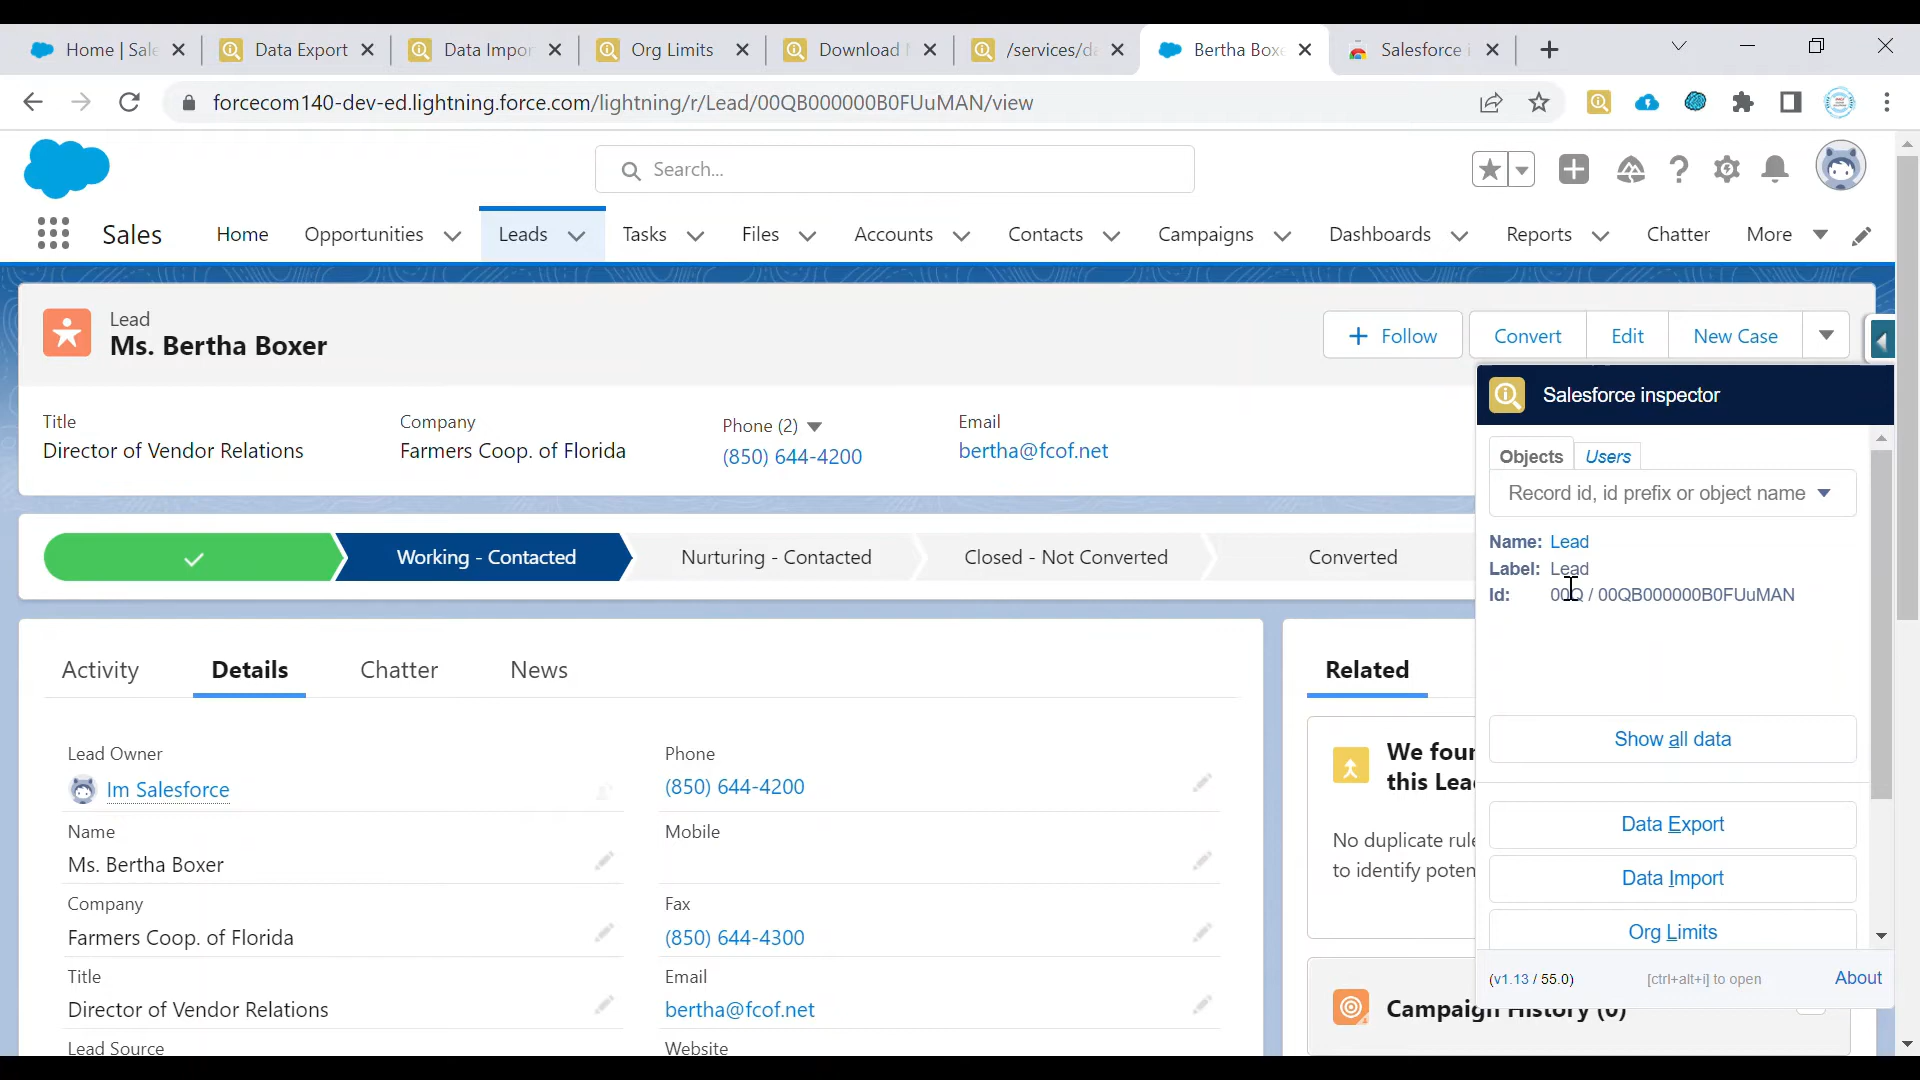 Home | Sale
Data Export
Data Impor
Org Limits
Download
/services/da
Bertha Boxe
Salesforce i
forcecom140-dev-ed.lightning.force.com/lightning/r/Lead/00QB000000B0FUuMAN/view
Search...
Sales
Home
Opportunities
Leads
Tasks
Files
Accounts
Contacts
Campaigns
Dashboards
Reports
Chatter
More
Lead
Ms. Bertha Boxer
+ Follow
Convert
Edit
New Case
Title
Director of Vendor Relations
Company
Farmers Coop. of Florida
Phone (2)
(850) 644-4200
Email
bertha@fcof.net
Working - Contacted
Nurturing - Contacted
Closed - Not Converted
Converted
Activity
Details
Chatter
News
Lead Owner
Im Salesforce
Name
Ms. Bertha Boxer
Company
Farmers Coop. of Florida
Title
Director of Vendor Relations
Lead Source
Phone
(850) 644-4200
Mobile
Fax
(850) 644-4300
Email
bertha@fcof.net
Website
Related
We four
this Lea
No duplicate rule
to identify poten
Campaign History (0)
Salesforce inspector
Objects
Users
Record id, id prefix or object name
Name: Lead
Label: Lead
Id: 00Q / 00QB000000B0FUuMAN
Show all data
Data Export
Data Import
Org Limits
(v1.13 / 55.0)
[ctrl+alt+i] to open
About